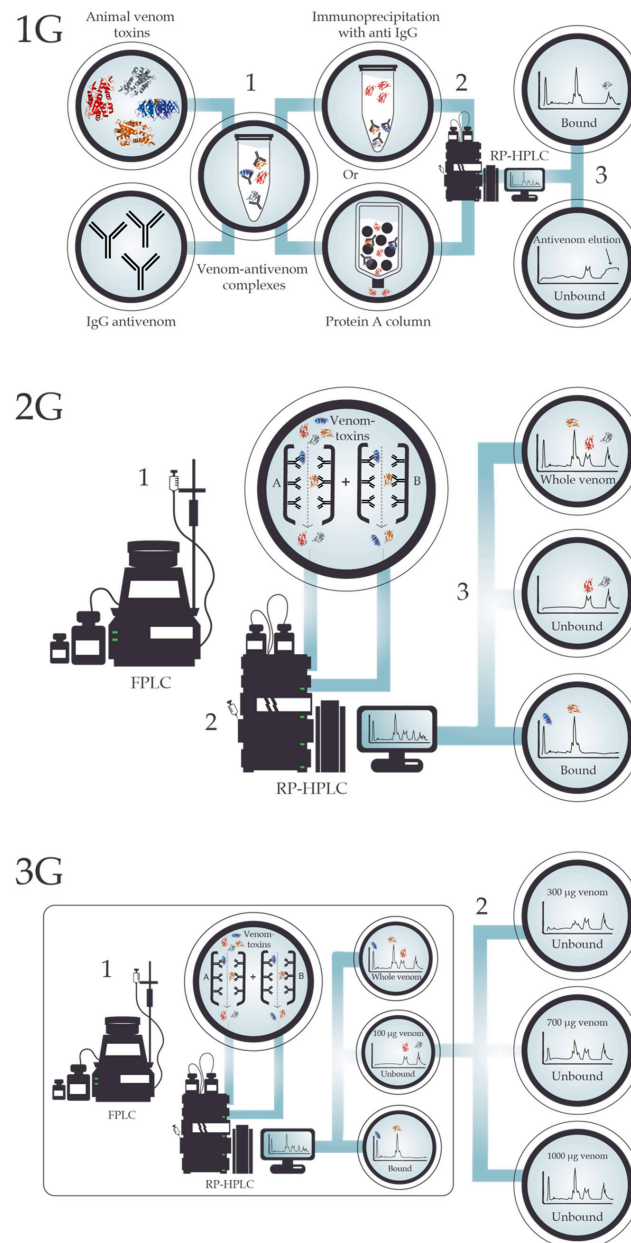 1G
Animal venom
toxins
1
Immunoprecipitation
with anti IgG
2
Bound
Or
RP-HPLC
3
IgG antivenom
Venom-antivenom
complexes
Protein A column
Antivenom elution
Unbound
2G
1
Venom-
toxins
A
+
B
Whole venom
FPLC
3
Unbound
2
RP-HPLC
Bound
3G
1
Venom-
toxins
A
+
B
FPLC
RP-HPLC
Whole venom
100 µg venom
Unbound
Bound
2
300 µg venom
Unbound
700 µg venom
Unbound
1000 µg venom
Unbound